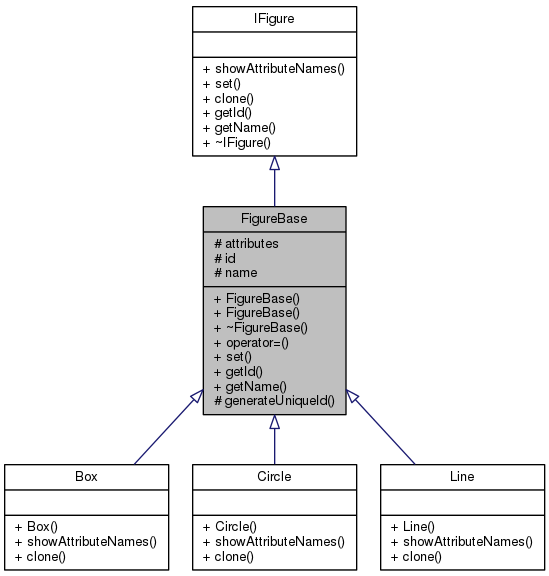 IFigure
+ showAttributeNames()
+ set()
+ clone()
+ getId()
+ getName()
+ ~IFigure()
FigureBase
# attributes
# id
# name
+ FigureBase()
+ FigureBase()
+ ~FigureBase()
+ operator=()
+ set()
+ getId()
+ getName()
# generateUniqueId()
Box
+ Box()
+ showAttributeNames()
+ clone()
Circle
+ Circle()
+ showAttributeNames()
+ clone()
Line
+ Line()
+ showAttributeNames()
+ clone()